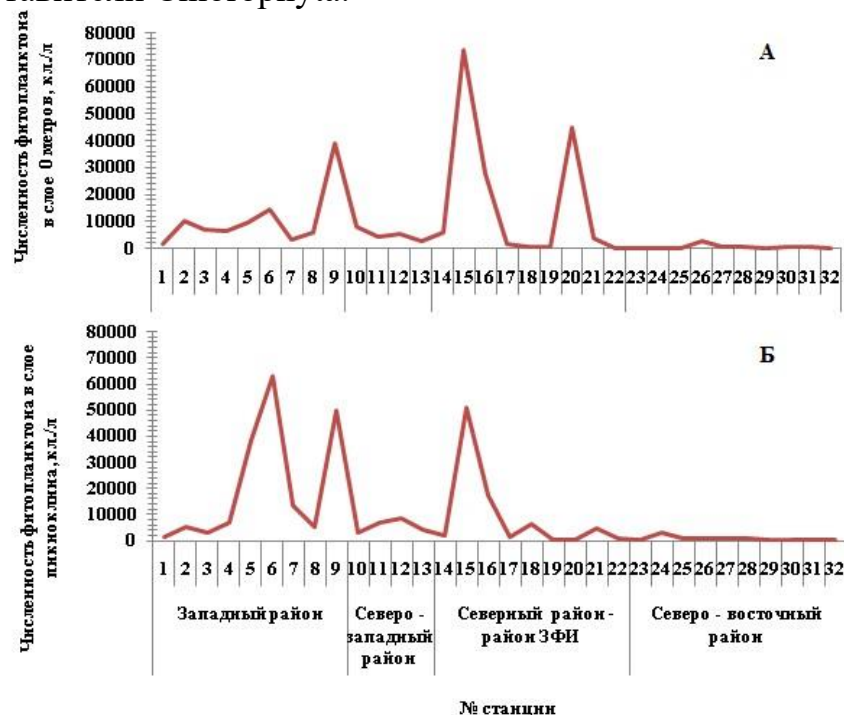 80000
70000
60000
50000
40000
30000
20000
10000
0
Численность фитопланктона
в слое 0 метров, кл./л
А
1 2 3 4 5 6 7 8 9 10 11 12 13 14 15 16 17 18 19 20 21 22 23 24 25 26 27 28 29 30 31 32
80000
70000
60000
50000
40000
30000
20000
10000
0
Численность фитопланктона в слое
пикноклина, кл./л
Б
1 2 3 4 5 6 7 8 9 10 11 12 13 14 15 16 17 18 19 20 21 22 23 24 25 26 27 28 29 30 31 32
Западный район
Северо -
западный
район
Северный район -
район ЗФИ
Северо - восточный
район
№ станции